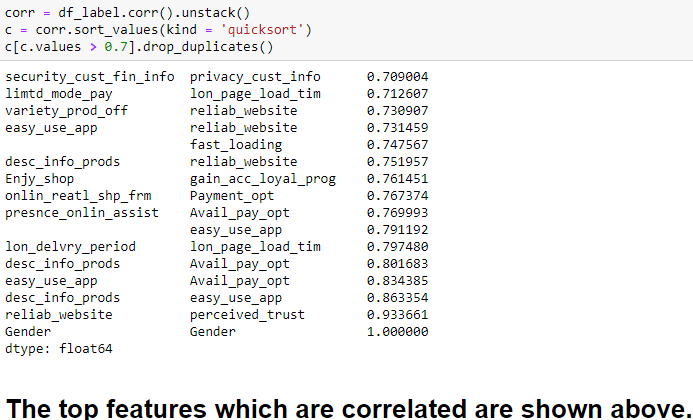 corr = df_label.corr().unstack()
c = corr.sort_values(kind = 'quicksort')
c[c.values > 0.7].drop_duplicates()
security_cust_fin_info  privacy_cust_info      0.709004
limtd_mode_pay          lon_page_load_tim      0.712607
variety_prod_off        reliab_website         0.730907
easy_use_app            reliab_website         0.731459
                        fast_loading           0.747567
desc_info_prods         reliab_website         0.751957
Enjy_shop               gain_acc_loyal_prog    0.761451
onlin_reatl_shp_frm     Payment_opt            0.767374
presnce_onlin_assist    Avail_pay_opt          0.769993
                        easy_use_app           0.791192
lon_delvry_period       lon_page_load_tim      0.797480
desc_info_prods         Avail_pay_opt          0.801683
easy_use_app            Avail_pay_opt          0.834385
desc_info_prods         easy_use_app           0.863354
reliab_website          perceived_trust        0.933661
Gender                  Gender                 1.000000
dtype: float64
The top features which are correlated are shown above.